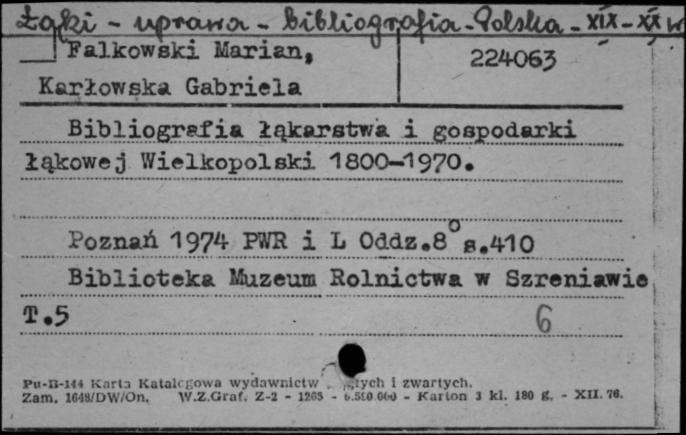 Łąki - uprawa - bibliografia - Polska - XIX - XX w
Falkowski Marian,
224063
Karłowska Gabriela
Bibliografia łąkarstwa i gospodarki
łąkowej Wielkopolski 1800-1970.
Poznań 1974 PWR i L Oddz.8° s.410
Biblioteka Muzeum Rolnictwa w Szreniawie
T.5
6
Pu-B-144 Karta Katalogowa wydawnictw i zwartych.
Zam. 1648/DW/On. W.Z.Graf. Z-2 - 1265 - Karton 3 kl. 180 g. - XII. 76.